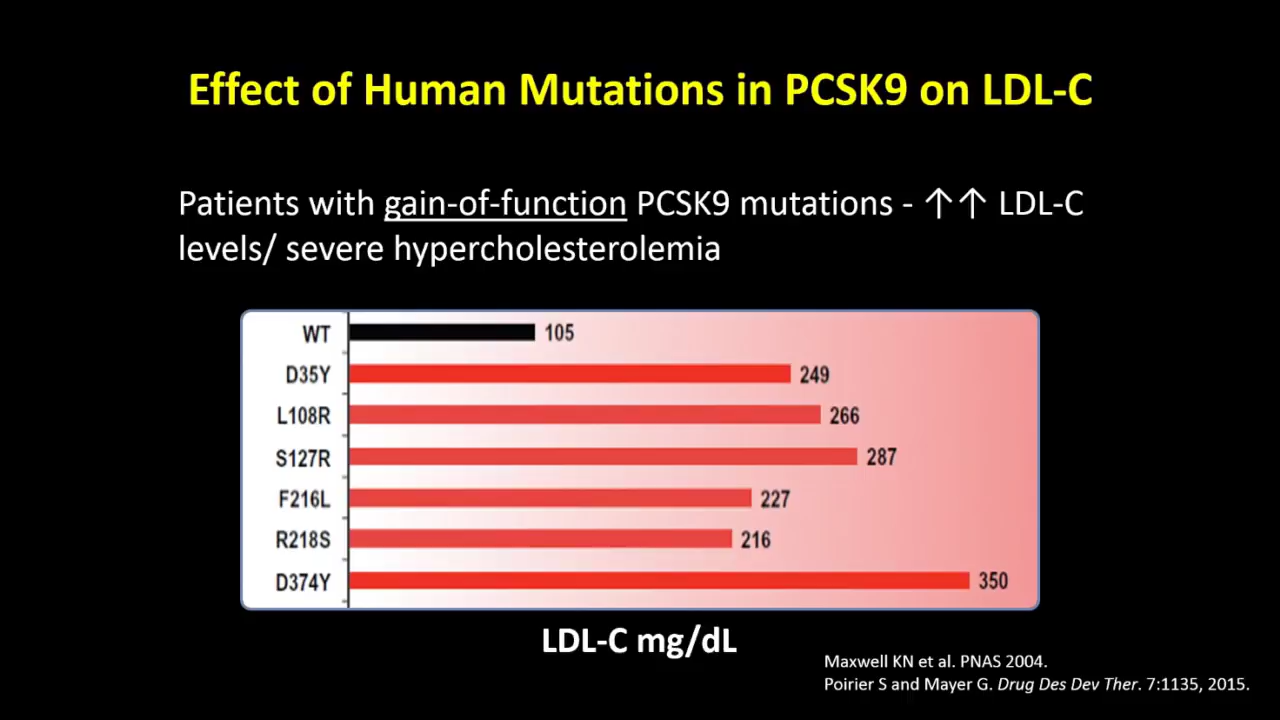 Effect of Human Mutations in PCSK9 on LDL-C
Patients with gain-of-function PCSK9 mutations - ↑↑ LDL-C
levels/ severe hypercholesterolemia
WT 105
D35Y 249
L108R 266
S127R 287
F216L 227
R218S 216
D374Y 350
LDL-C mg/dL
Maxwell KN et al. PNAS 2004.
Poirier S and Mayer G. Drug Des Dev Ther. 7:1135, 2015.